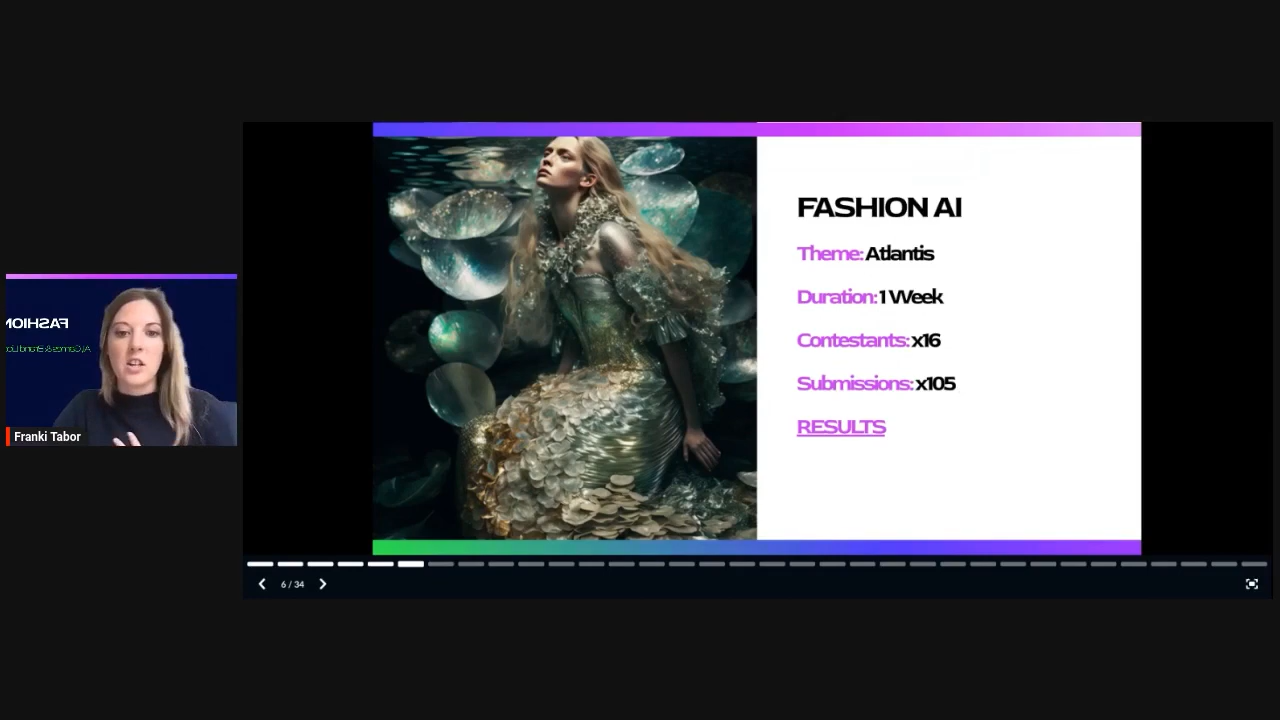 FASHION AI
Theme: Atlantis
Duration: 1 Week
Contestants: x16
Submissions: x105
RESULTS
FASHION
Franki Tabor
6 / 34